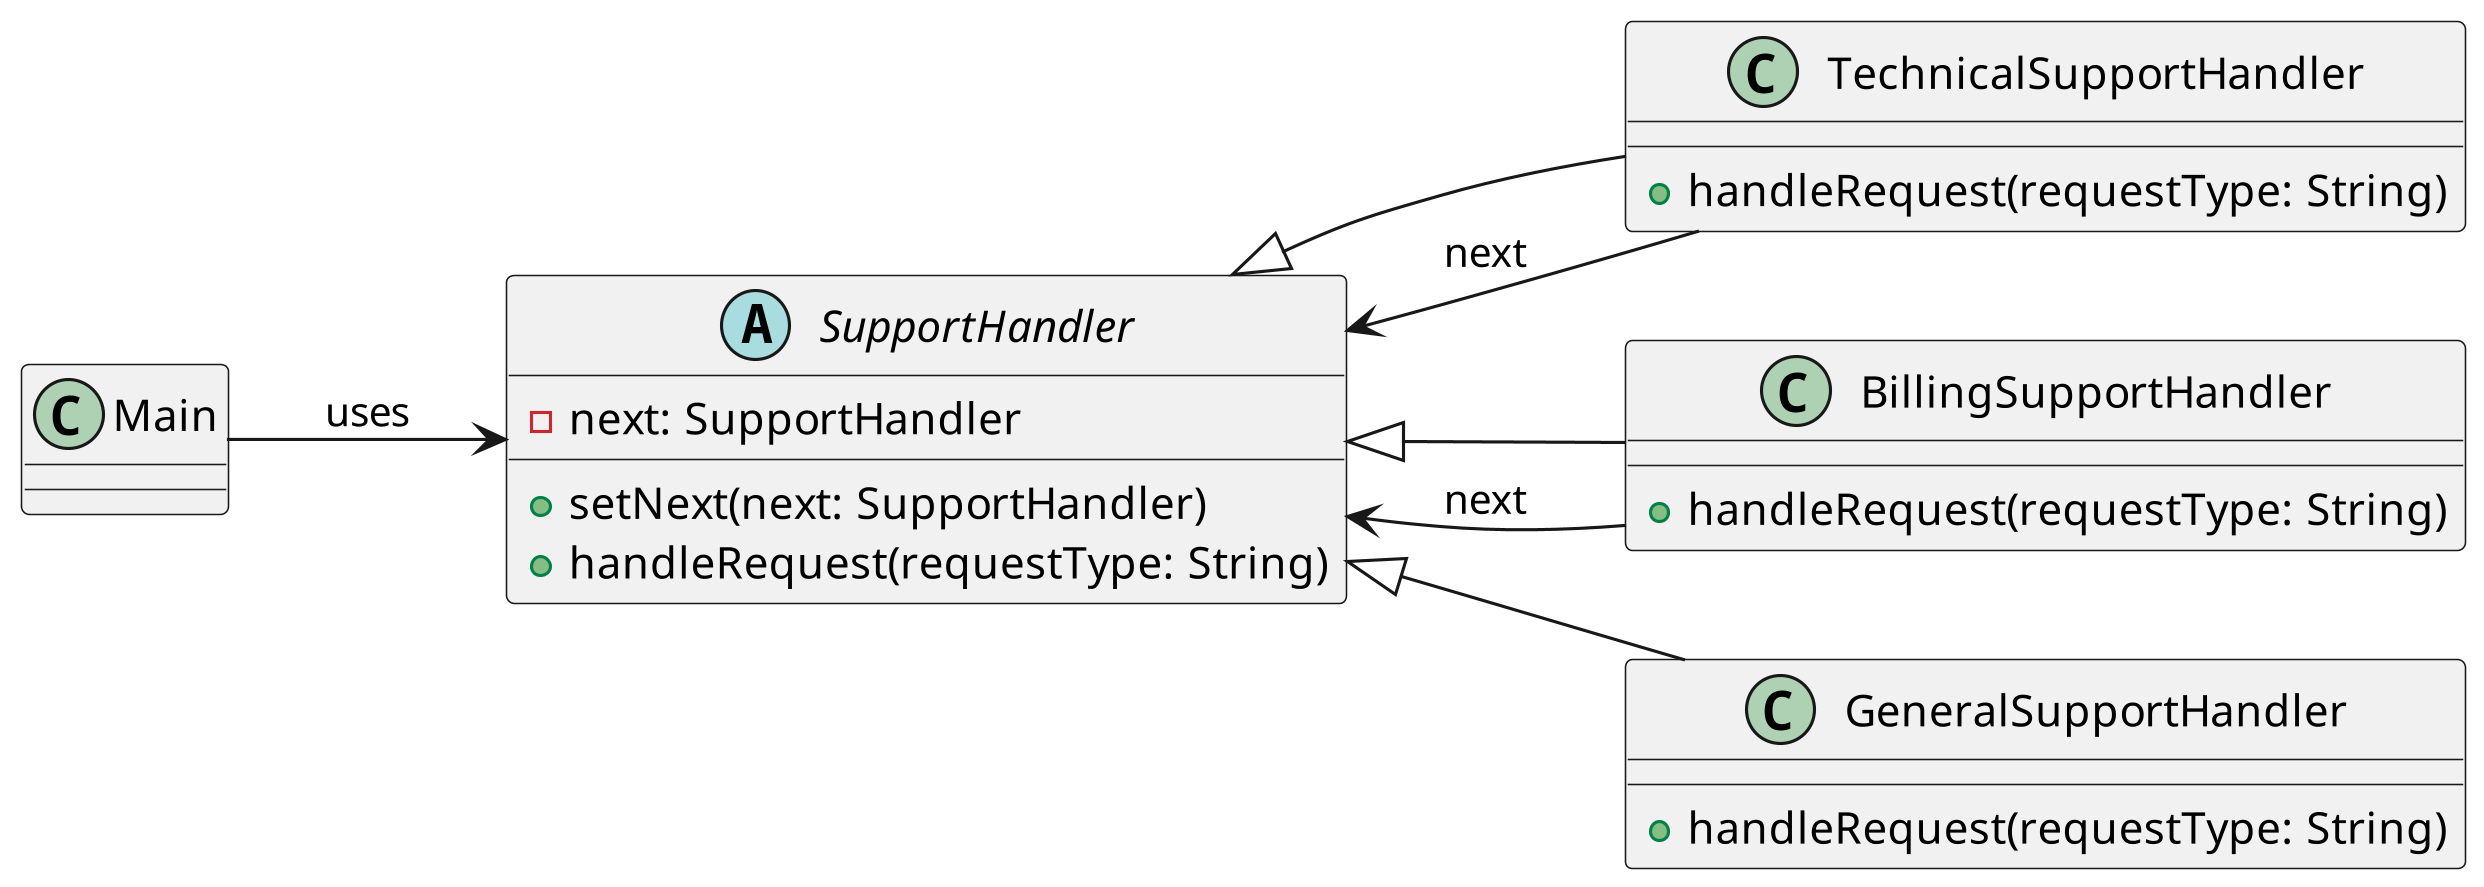 C Main
uses
A SupportHandler
next: SupportHandler
setNext(next: SupportHandler)
handleRequest(requestType: String)
next
next
C TechnicalSupportHandler
handleRequest(requestType: String)
C BillingSupportHandler
handleRequest(requestType: String)
C GeneralSupportHandler
handleRequest(requestType: String)